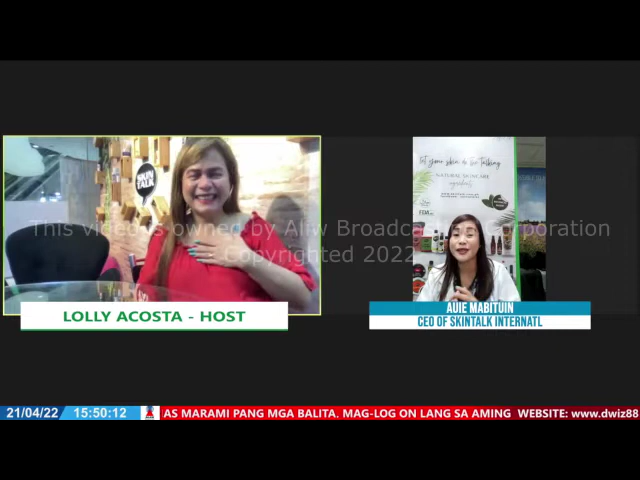 SKIN
TALK
let your skin do the talking
NATURAL SKINCARE
ingredients
FDA
This video is owned by Aliw Broadcasting Corporation
Copyrighted 2022
LOLLY ACOSTA - HOST
AUIE MABITUIN
CEO OF SKINTALK INTERNATL
21/04/22 15:50:12 AS MARAMI PANG MGA BALITA. MAG-LOG ON LANG SA AMING WEBSITE: www.dwiz88